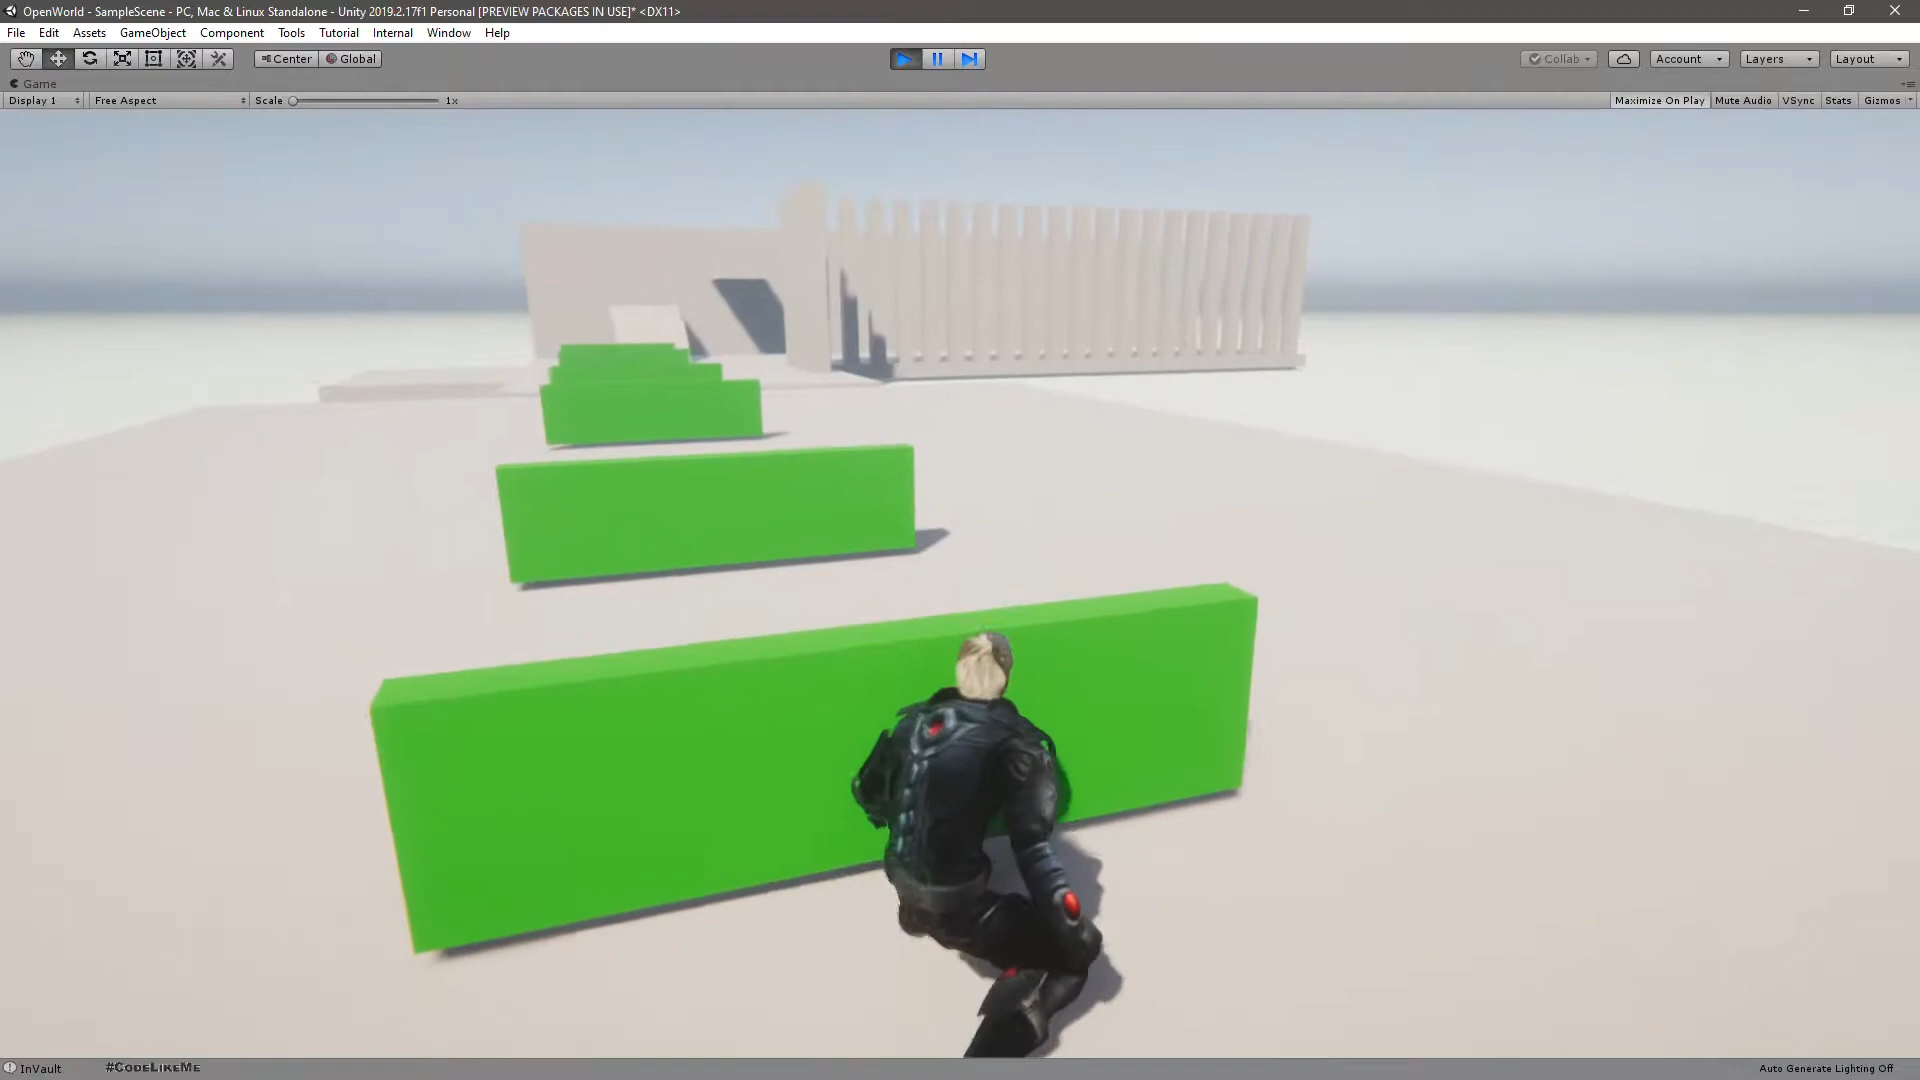 OpenWorld - SampleScene - PC, Mac & Linux Standalone - Unity 2019.2.17f1 Personal [PREVIEW PACKAGES IN USE]* <DX11>
File Edit Assets GameObject Component Tools Tutorial Internal Window Help
Center Global Collab Account Layers Layout
Game
Display 1 Free Aspect Scale 1x Maximize On Play Mute Audio VSync Stats Gizmos
InVault #CodeLikeMe Auto Generate Lighting Off